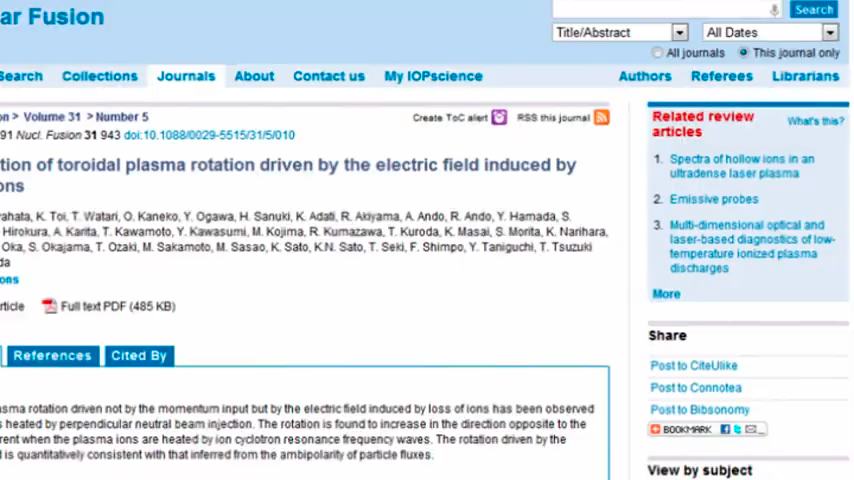 ar Fusion
Search
Title/Abstract All Dates
All journals This journal only
Search Collections Journals About Contact us My IOPscience Authors Referees Librarians
on > Volume 31 > Number 5
Create ToC alert RSS this journal
91 Nucl. Fusion 31 943 doi:10.1088/0029-5515/31/5/010
tion of toroidal plasma rotation driven by the electric field induced by
ons
ahata, K. Toi, T. Watari, O. Kaneko, Y. Ogawa, H. Sanuki, K. Adati, R. Akiyama, A. Ando, R. Ando, Y. Hamada, S.
Hirokura, A. Karita, T. Kawamoto, Y. Kawasumi, M. Kojima, R. Kumazawa, T. Kuroda, K. Masai, S. Morita, K. Narihara,
Oka, S. Okajama, T. Ozaki, M. Sakamoto, M. Sasao, K. Sato, K.N. Sato, T. Seki, F. Shimpo, Y. Taniguchi, T. Tsuzuki
da
ons
rticle Full text PDF (485 KB)
References Cited By
asma rotation driven not by the momentum input but by the electric field induced by loss of ions has been observed
s heated by perpendicular neutral beam injection. The rotation is found to increase in the direction opposite to the
rent when the plasma ions are heated by ion cyclotron resonance frequency waves. The rotation driven by the
d is quantitatively consistent with that inferred from the ambipolarity of particle fluxes.
Related review
articles
What's this?
1. Spectra of hollow ions in an
ultradense laser plasma
2. Emissive probes
3. Multi-dimensional optical and
laser-based diagnostics of low-
temperature ionized plasma
discharges
More
Share
Post to CiteUlike
Post to Connotea
Post to Bibsonomy
BOOKMARK
View by subject